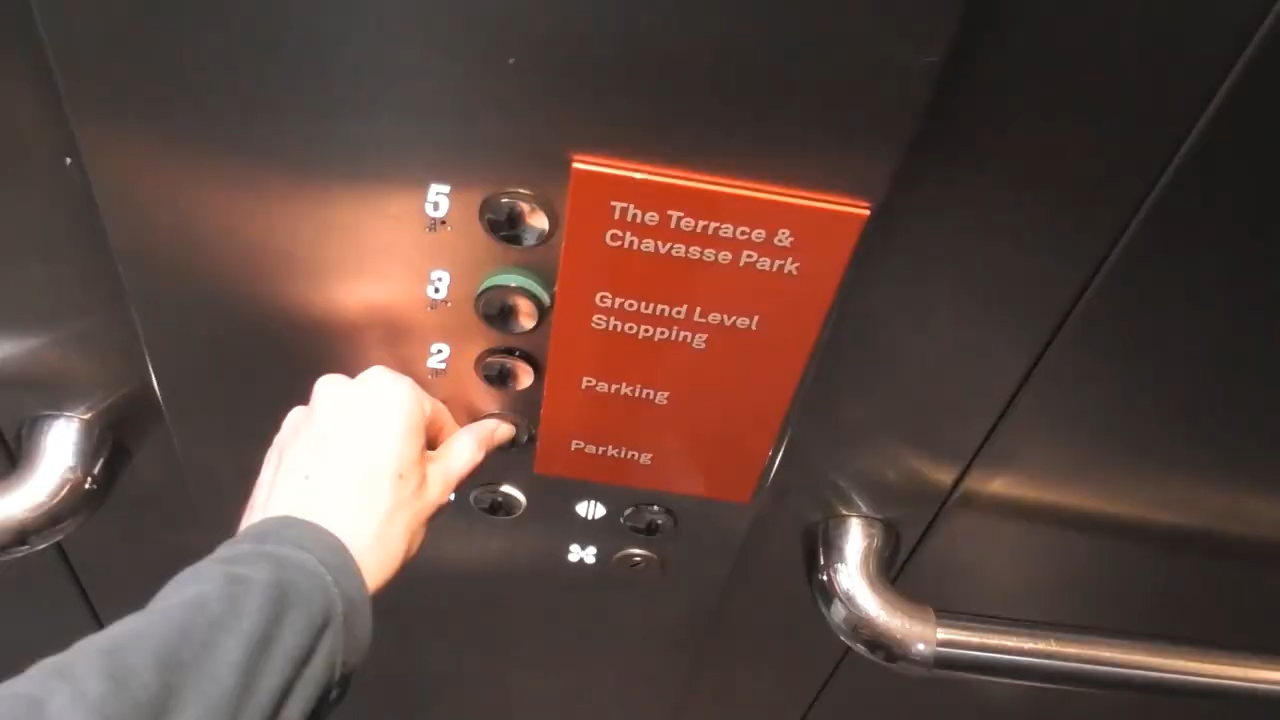 5
The Terrace &
Chavasse Park
3
Ground Level
Shopping
2
Parking
Parking